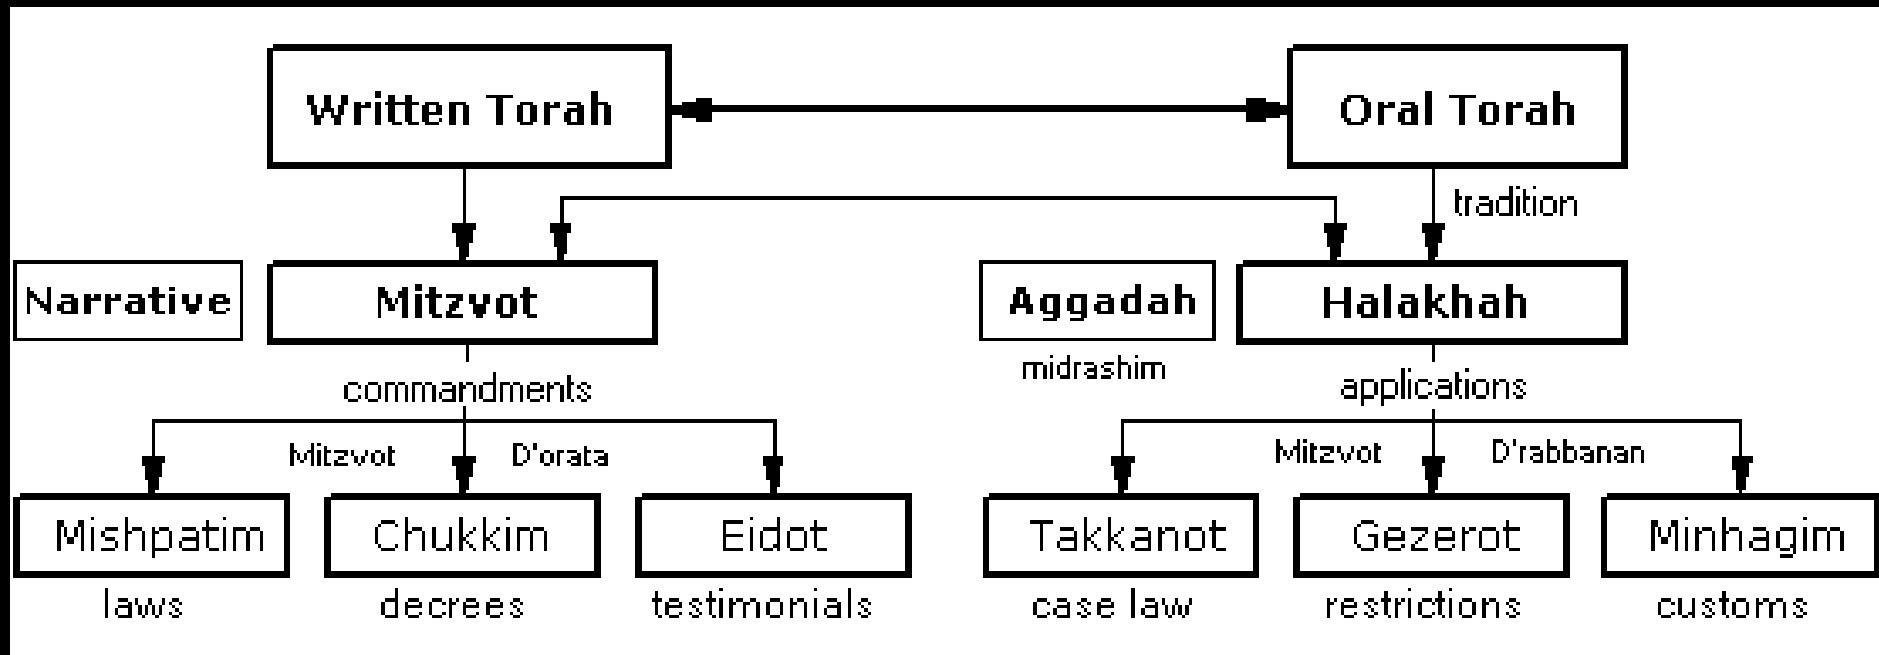 Written Torah
Oral Torah
tradition
Narrative
Mitzvot
Aggadah
Halakhah
midrashim
commandments
applications
Mitzvot D'orata
Mitzvot D'rabbanan
Mishpatim
Chukkim
Eidot
Takkanot
Gezerot
Minhagim
laws
decrees
testimonials
case law
restrictions
customs